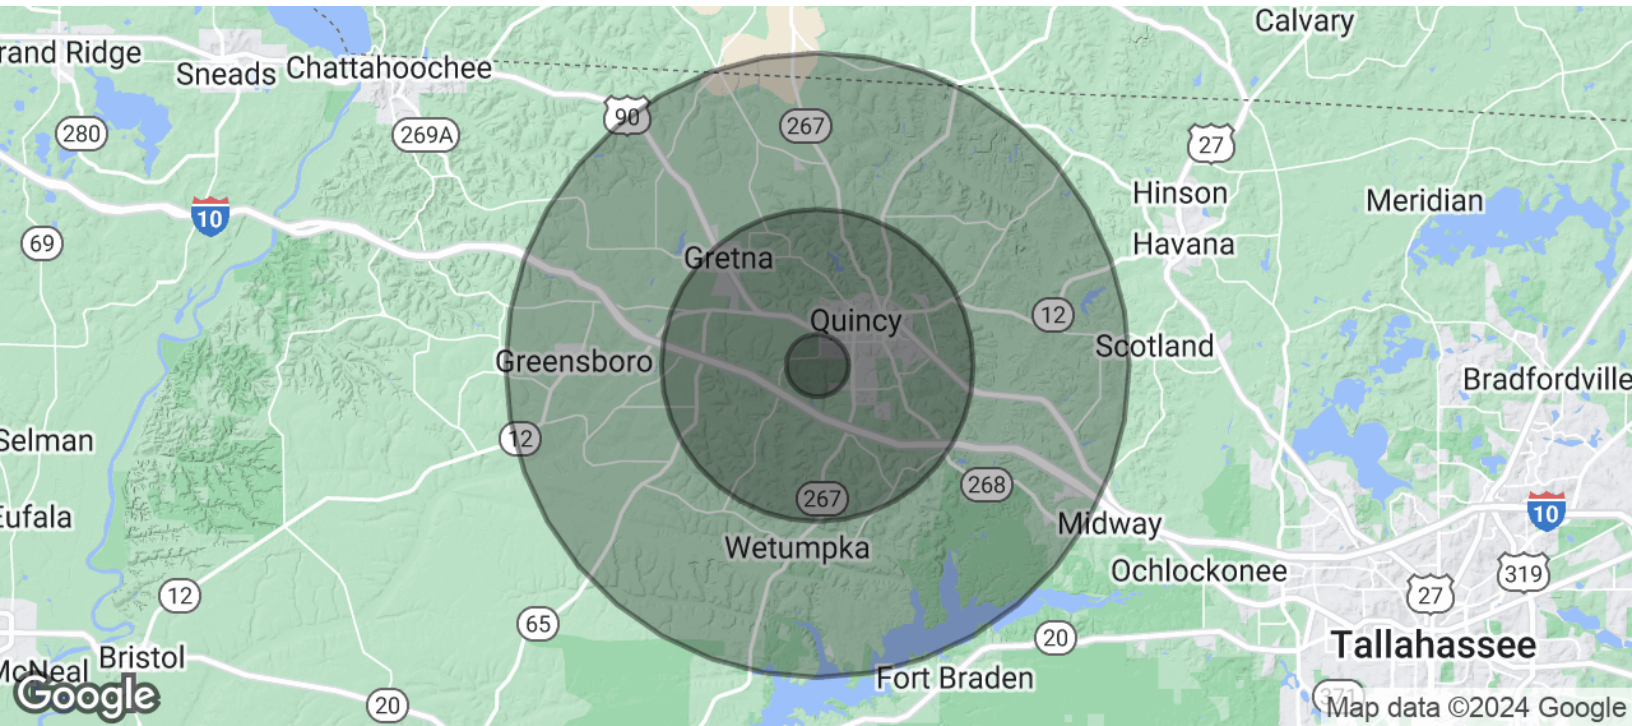 Calvary
rand Ridge
Sneads
Chattahoochee
90
267
280
269A
27
Hinson
Meridian
10
69
Havana
Gretna
12
Quincy
Scotland
Greensboro
Bradfordville
12
Selman
268
267
Eufala
Midway
10
Wetumpka
Ochlockonee
319
12
27
65
20
Tallahassee
Bristol
McNeal
Fort Braden
Google
20
371
Map data ©2024 Google